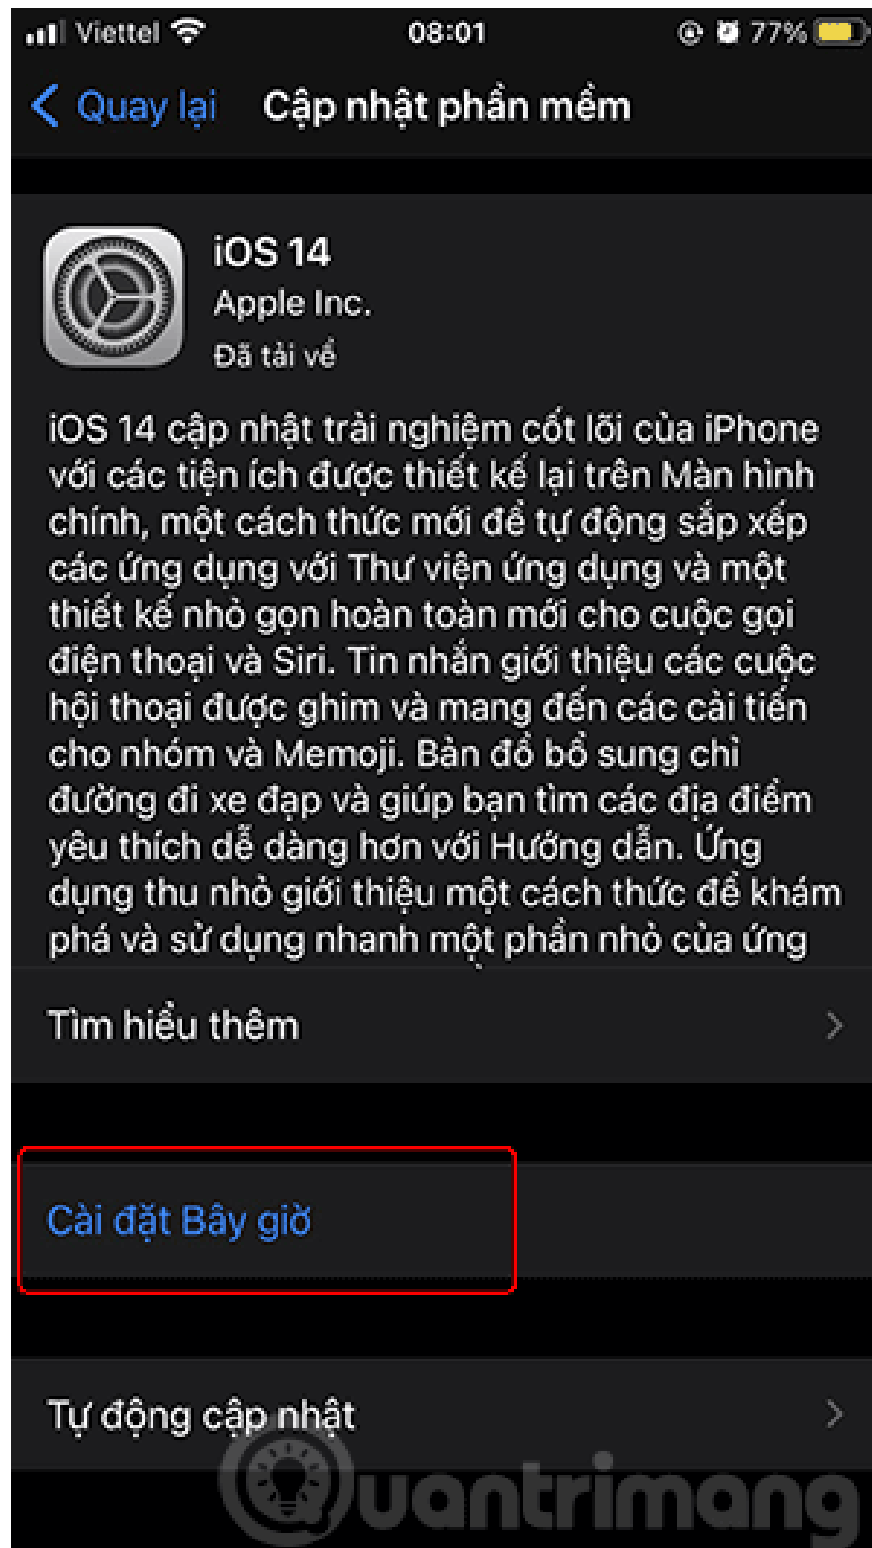 Viettel 08:01 77%
Quay lại Cập nhật phần mềm
iOS 14
Apple Inc.
Đã tải về
iOS 14 cập nhật trải nghiệm cốt lõi của iPhone
với các tiện ích được thiết kế lại trên Màn hình
chính, một cách thức mới để tự động sắp xếp
các ứng dụng với Thư viện ứng dụng và một
thiết kế nhỏ gọn hoàn toàn mới cho cuộc gọi
điện thoại và Siri. Tin nhắn giới thiệu các cuộc
hội thoại được ghim và mang đến các cải tiến
cho nhóm và Memoji. Bản đồ bổ sung chỉ
đường đi xe đạp và giúp bạn tìm các địa điểm
yêu thích dễ dàng hơn với Hướng dẫn. Ứng
dụng thu nhỏ giới thiệu một cách thức để khám
phá và sử dụng nhanh một phần nhỏ của ứng
Tìm hiểu thêm
Cài đặt Bây giờ
Tự động cập nhật
Quantrimang